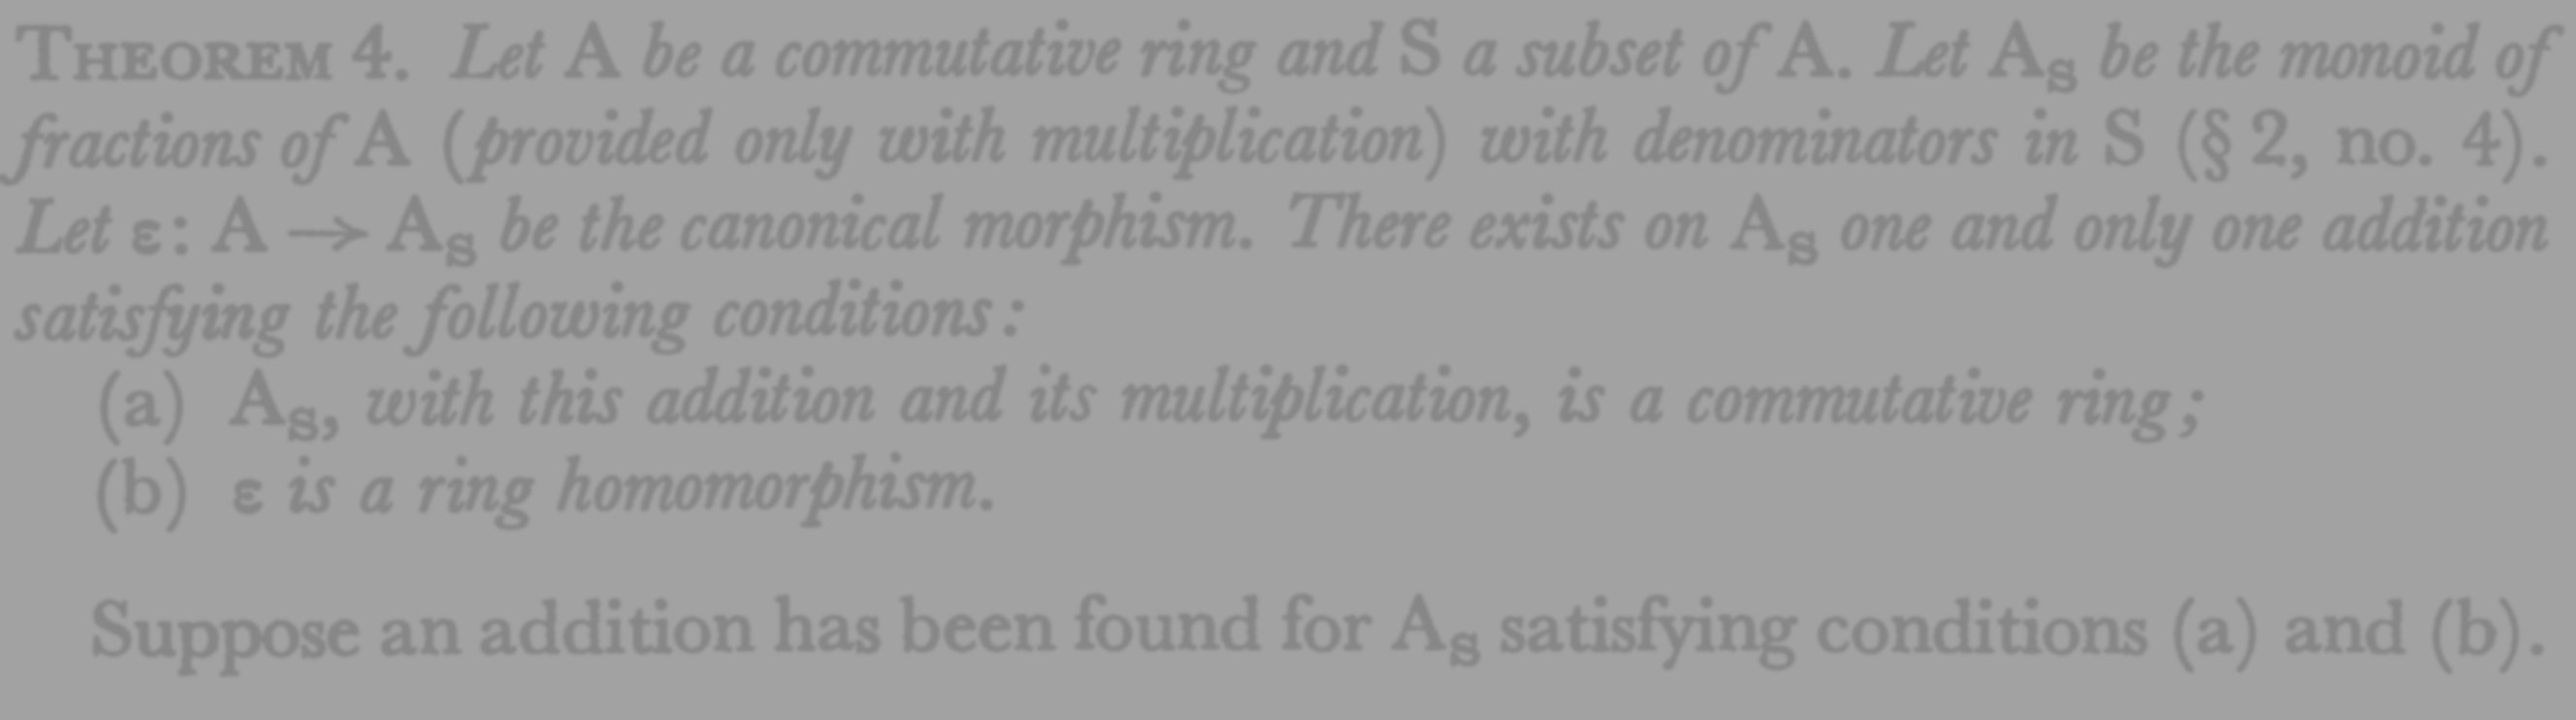 THEOREM 4. Let A be a commutative ring and S a subset of A. Let A_S be the monoid of
fractions of A (provided only with multiplication) with denominators in S (§ 2, no. 4).
Let ε: A → A_S be the canonical morphism. There exists on A_S one and only one addition
satisfying the following conditions:
(a) A_S, with this addition and its multiplication, is a commutative ring;
(b) ε is a ring homomorphism.
Suppose an addition has been found for A_S satisfying conditions (a) and (b).